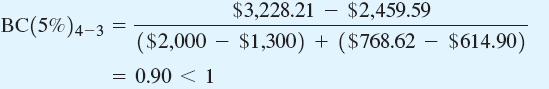 BC(5%)4–3 = $3,228.21 − $2,459.59 / ($2,000 − $1,300) + ($768.62 − $614.90)
= 0.90 < 1